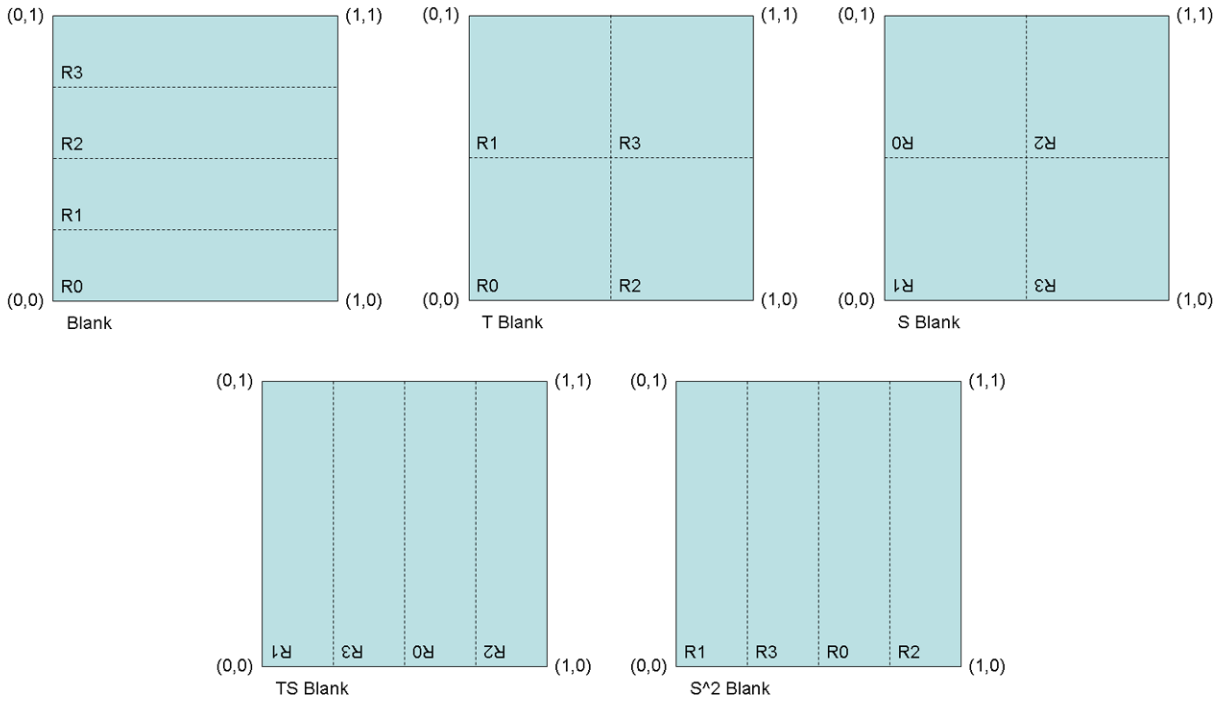 (0,1) (1,1) (0,1) (1,1) (0,1) (1,1)
R3
R2 R1 R3 R0 R2
R1
R0 R0 R2 R1 R3
(0,0) (1,0) (0,0) (1,0) (0,0) (1,0)
Blank T Blank S Blank
(0,1) (1,1) (0,1) (1,1)
R1 R3 R0 R2 R1 R3 R0 R2
(0,0) (1,0) (0,0) (1,0)
TS Blank S^2 Blank